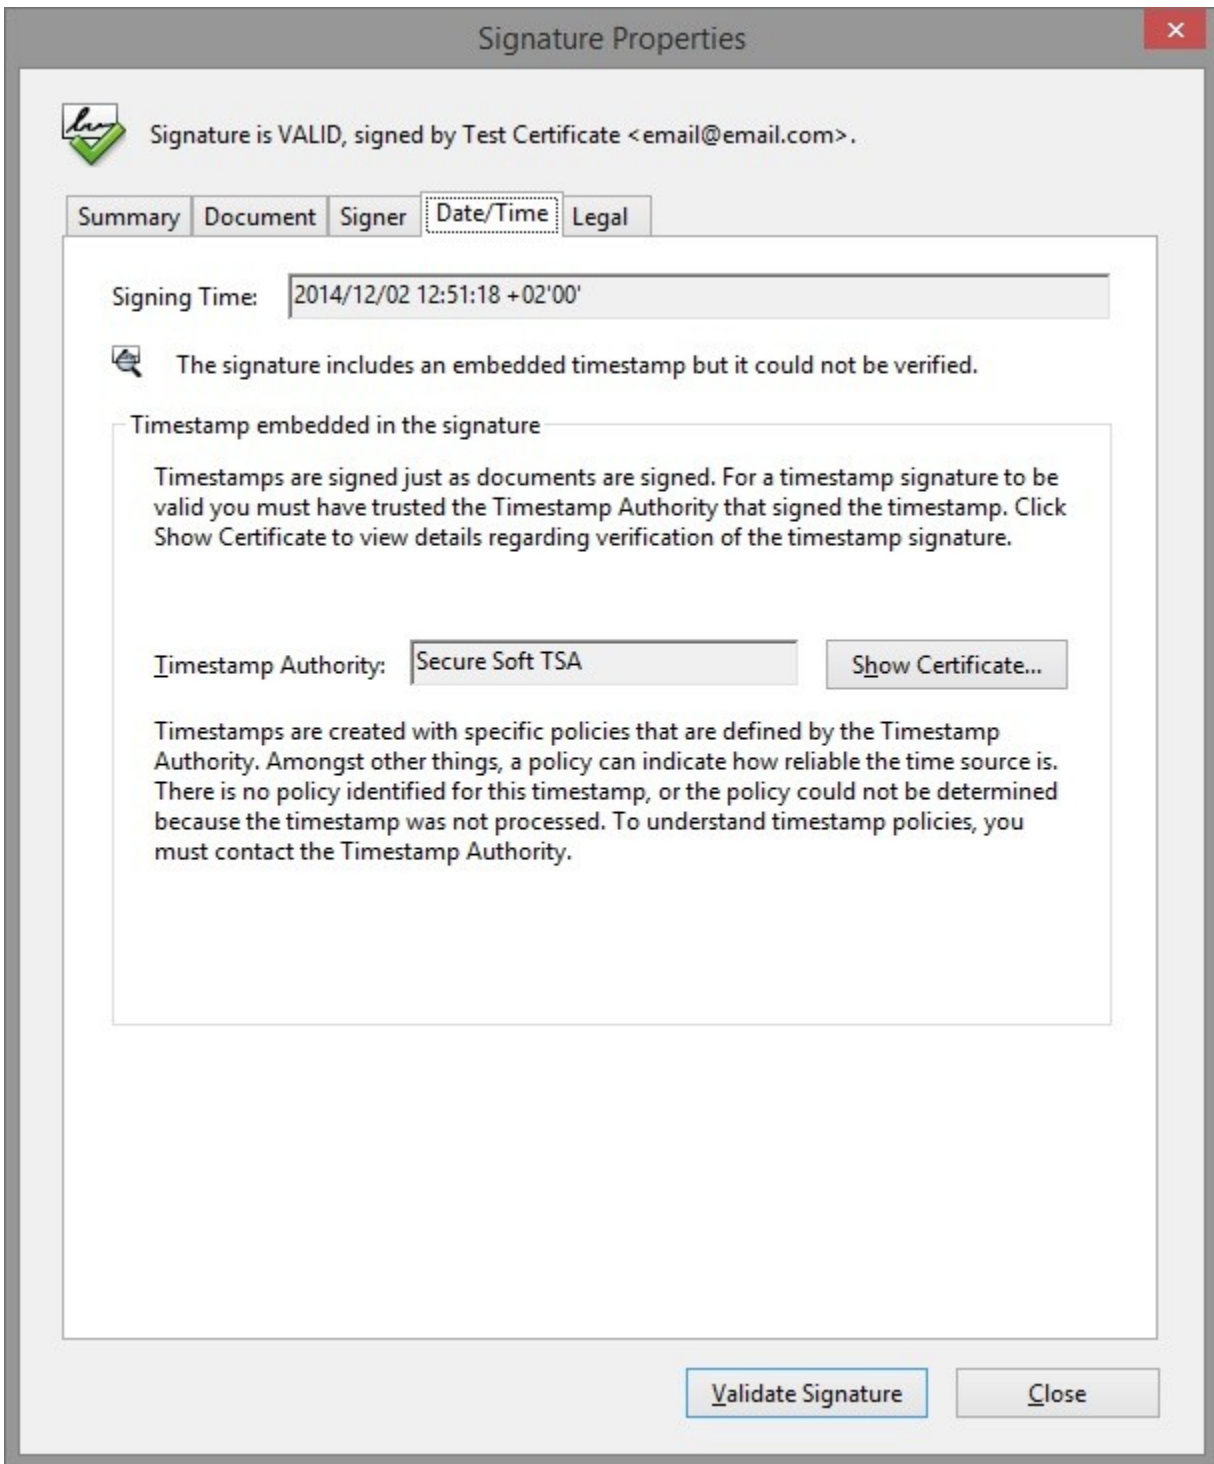 Signature Properties
Signature is VALID, signed by Test Certificate <email@email.com>.
Summary Document Signer Date/Time Legal
Signing Time: 2014/12/02 12:51:18 +02'00'
The signature includes an embedded timestamp but it could not be verified.
Timestamp embedded in the signature
Timestamps are signed just as documents are signed. For a timestamp signature to be
valid you must have trusted the Timestamp Authority that signed the timestamp. Click
Show Certificate to view details regarding verification of the timestamp signature.
Timestamp Authority: Secure Soft TSA Show Certificate...
Timestamps are created with specific policies that are defined by the Timestamp
Authority. Amongst other things, a policy can indicate how reliable the time source is.
There is no policy identified for this timestamp, or the policy could not be determined
because the timestamp was not processed. To understand timestamp policies, you
must contact the Timestamp Authority.
Validate Signature Close